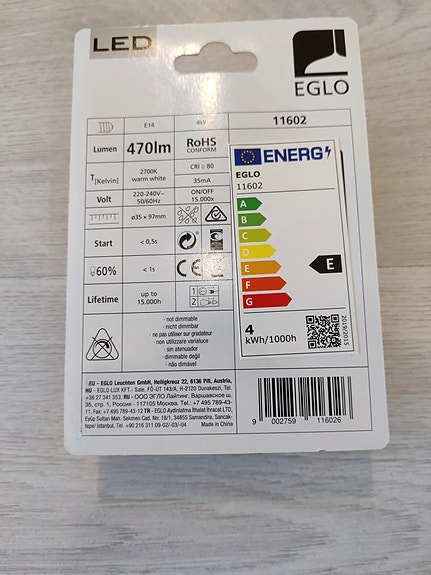 LED
EGLO
E14
4W
11602
Lumen
470lm
RoHS
CONFORM
T[Kelvin]
2700K
warm white
CRI ≥ 80
35mA
Volt
220-240V~
50/60Hz
ON/OFF
15.000x
ø35 × 97mm
Start
< 0,5s
60%
< 1s
CE
Lifetime
up to
15.000h
1
2
ENERG
EGLO
11602
A
B
C
D
E
F
G
E
4
kWh/1000h
2019/2015
- not dimmable
- nicht dimmbar
- ne pas utiliser sur gradateur
- non utilizzare varialuce
- sin atenuador
- dimmable değil
- não dimável
EU - EGLO Leuchten GmbH, Heiligkreuz 22, 6136 Pill, Austria,
HU - EGLO LUX KFT.- Sale, FŐ-ÚT 143/A, H-2120 Dunakeszi, Tel.
+36 27 341 353, RU - ООО ЭГЛО Лайтинг, Варшавское ш.
35, стр. 1, Россия - 117105 Москва. Tel.: +7 495 789-43-
11, Fax: +7 495 789-43-12 TR - EGLO Aydinlatma Ithalat Ihracat LTD,
Eyüp Sultan Mah. Sekmen Cad. No: 18/1, 34855 Samandira, Sancak-
tepe/ Istanbul, Tel.: +90 216 311 09-02/-03/-04 Made in China
9 002759 116026